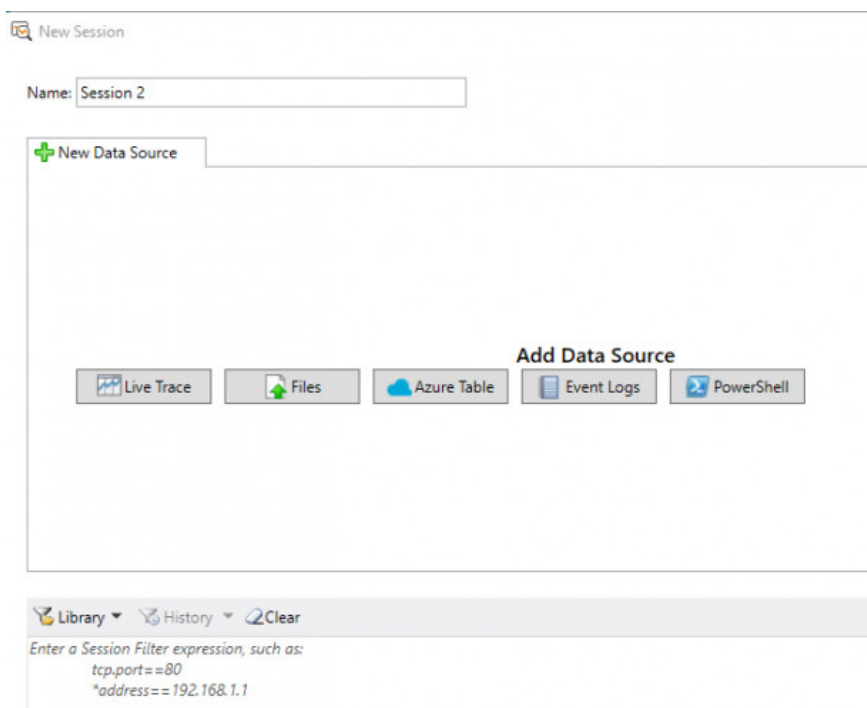 New Session
Name: Session 2
New Data Source
Add Data Source
Live Trace Files Azure Table Event Logs PowerShell
Library History Clear
Enter a Session Filter expression, such as:
tcp.port==80
*address==192.168.1.1